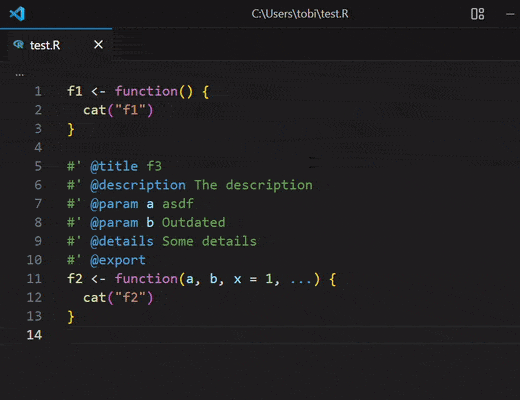 C:\Users\tobi\test.R
test.R
...
1 f1 <- function() {
2   cat("f1")
3 }
4
5 #' @title f3
6 #' @description The description
7 #' @param a asdf
8 #' @param b Outdated
9 #' @details Some details
10 #' @export
11 f2 <- function(a, b, x = 1, ...) {
12   cat("f2")
13 }
14